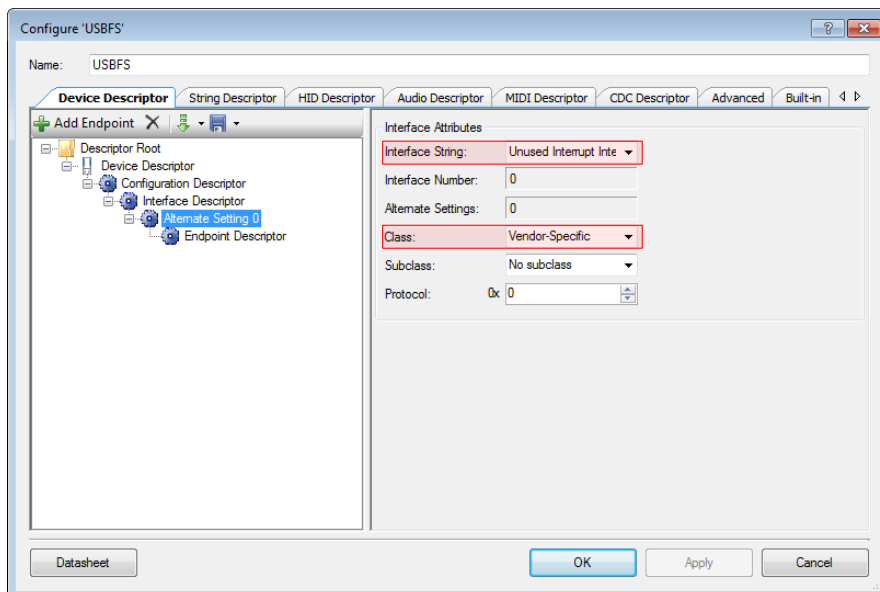 Configure 'USBFS'
Name: USBFS
Device Descriptor String Descriptor HID Descriptor Audio Descriptor MIDI Descriptor CDC Descriptor Advanced Built-in
Add Endpoint
Descriptor Root
Device Descriptor
Configuration Descriptor
Interface Descriptor
Alternate Setting 0
Endpoint Descriptor
Interface Attributes
Interface String: Unused Interrupt Inte
Interface Number: 0
Alternate Settings: 0
Class: Vendor-Specific
Subclass: No subclass
Protocol: 0x 0
Datasheet OK Apply Cancel